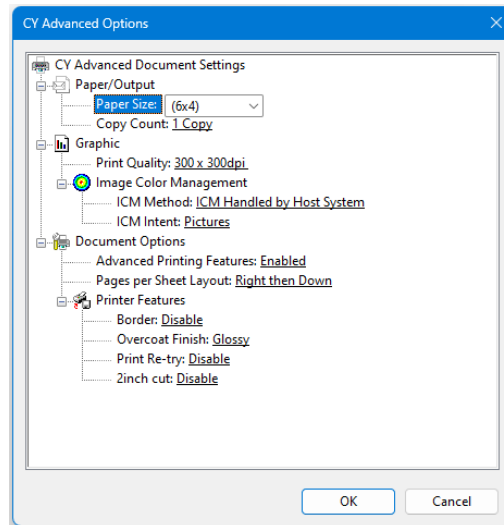 CY Advanced Options
CY Advanced Document Settings
Paper/Output
Paper Size: (6x4)
Copy Count: 1 Copy
Graphic
Print Quality: 300 x 300dpi
Image Color Management
ICM Method: ICM Handled by Host System
ICM Intent: Pictures
Document Options
Advanced Printing Features: Enabled
Pages per Sheet Layout: Right then Down
Printer Features
Border: Disable
Overcoat Finish: Glossy
Print Re-try: Disable
2inch cut: Disable
OK Cancel